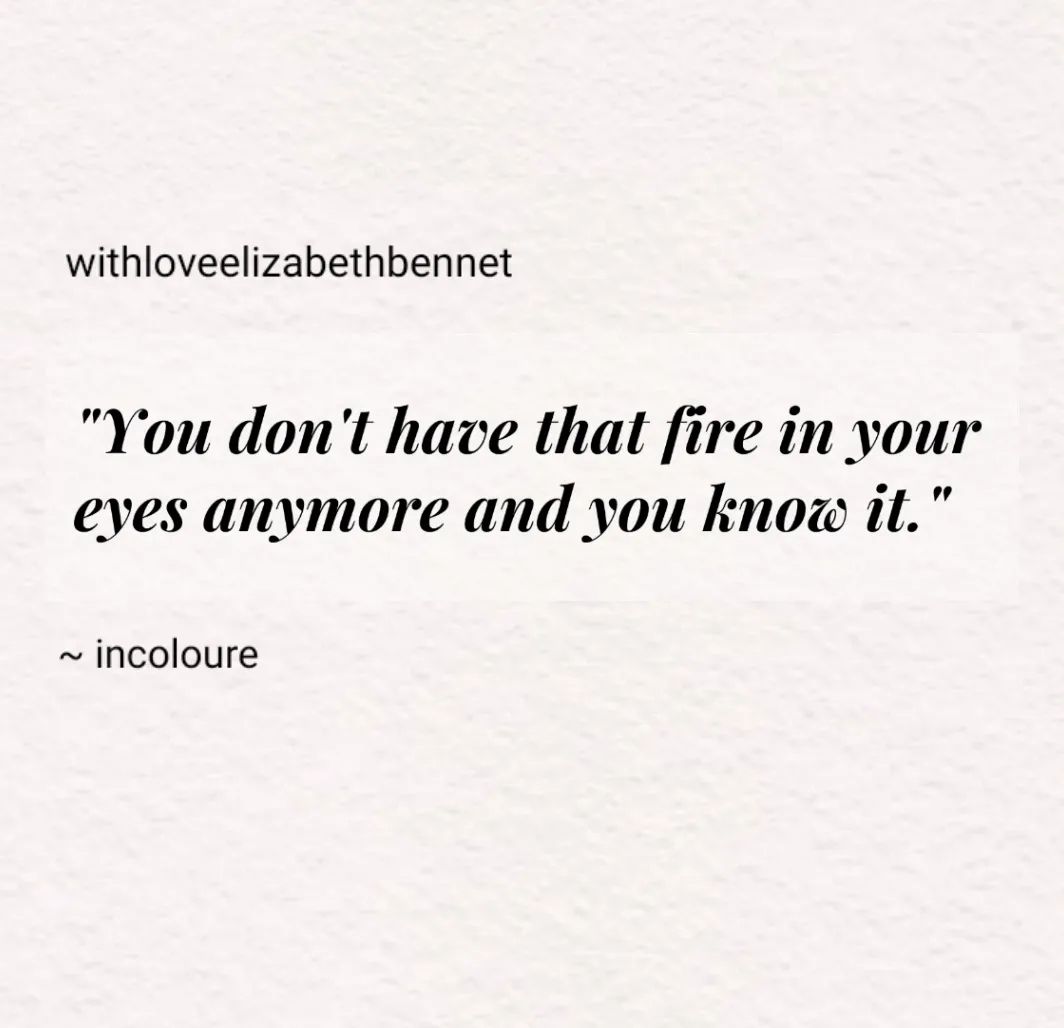 withloveelizabethbennet
"You don't have that fire in your
eyes anymore and you know it."
~ incoloure